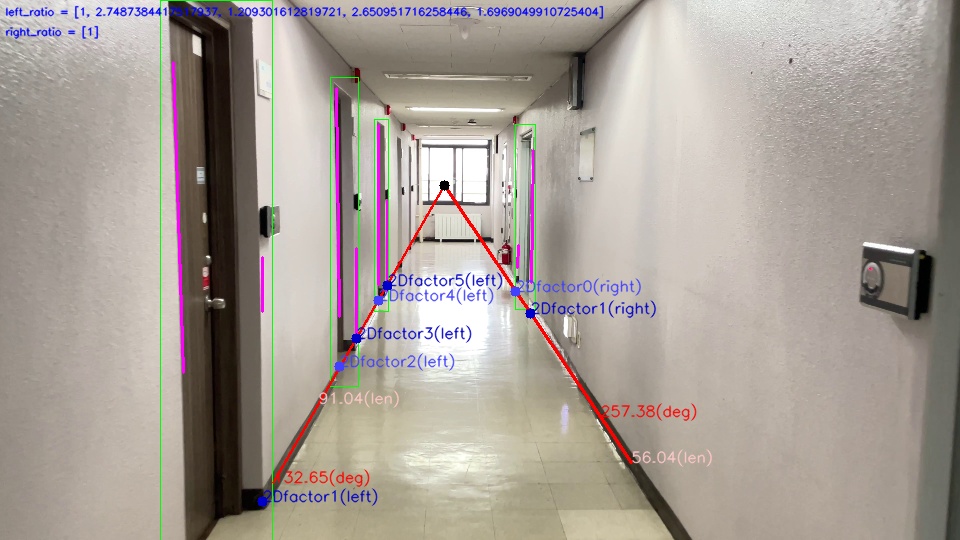 left_ratio = [1, 2.7487384417517937, 1.209301612819721, 2.650951716258446, 1.6969049910725404]
right_ratio = [1]
2Dfactor5(left)
2Dfactor0(right)
2Dfactor4(left)
2Dfactor1(right)
2Dfactor3(left)
2Dfactor2(left)
91.04(len)
257.38(deg)
56.04(len)
32.65(deg)
2Dfactor1(left)